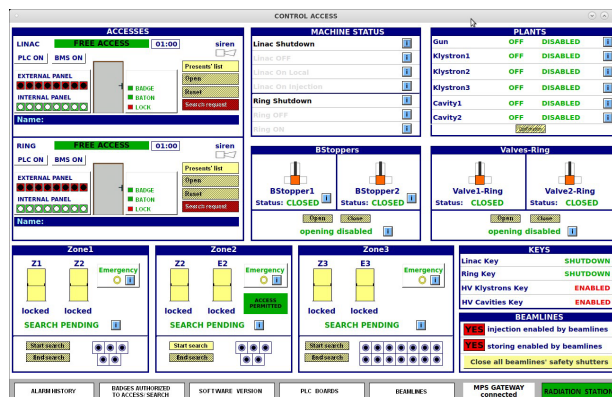 CONTROL ACCESS
ACCESSES
LINAC
FREE ACCESS
01:00
siren
PLC ON
BMS ON
Presents' list
Open
Reset
Search request
EXTERNAL PANEL
INTERNAL PANEL
BADGE
BATON
LOCK
Name:
RING
FREE ACCESS
01:00
siren
PLC ON
BMS ON
Presents' list
Open
Reset
Search request
EXTERNAL PANEL
INTERNAL PANEL
BADGE
BATON
LOCK
Name:
MACHINE STATUS
Linac Shutdown
Linac OFF
Linac On Local
Linac On Injection
Ring Shutdown
Ring OFF
Ring ON
PLANTS
Gun OFF DISABLED
Klystron1 OFF DISABLED
Klystron2 OFF DISABLED
Klystron3 OFF DISABLED
Cavity1 OFF DISABLED
Cavity2 OFF DISABLED
BStoppers
BStopper1 BStopper2
Status: CLOSED Status: CLOSED
Open Close
opening disabled
Valves-Ring
Valve1-Ring Valve2-Ring
Status: CLOSED Status: CLOSED
Open Close
opening disabled
Zone1
Z1 Z2
Emergency
locked locked
SEARCH PENDING
Start search
End search
Zone2
Z2 E2
Emergency
ACCESS
PERMITTED
locked locked
SEARCH PENDING
Start search
End search
Zone3
Z3 E3
Emergency
locked locked
SEARCH PENDING
Start search
End search
KEYS
Linac Key SHUTDOWN
Ring Key SHUTDOWN
HV Klystrons Key ENABLED
HV Cavities Key ENABLED
BEAMLINES
YES injection enabled by beamlines
YES storing enabled by beamlines
Close all beamlines' safety shutters
ALARM HISTORY
BADGES AUTHORIZED
TO ACCESS/SEARCH
SOFTWARE VERSION
PLC BOARDS
BEAMLINES
MPS GATEWAY
connected
RADIATION STATION